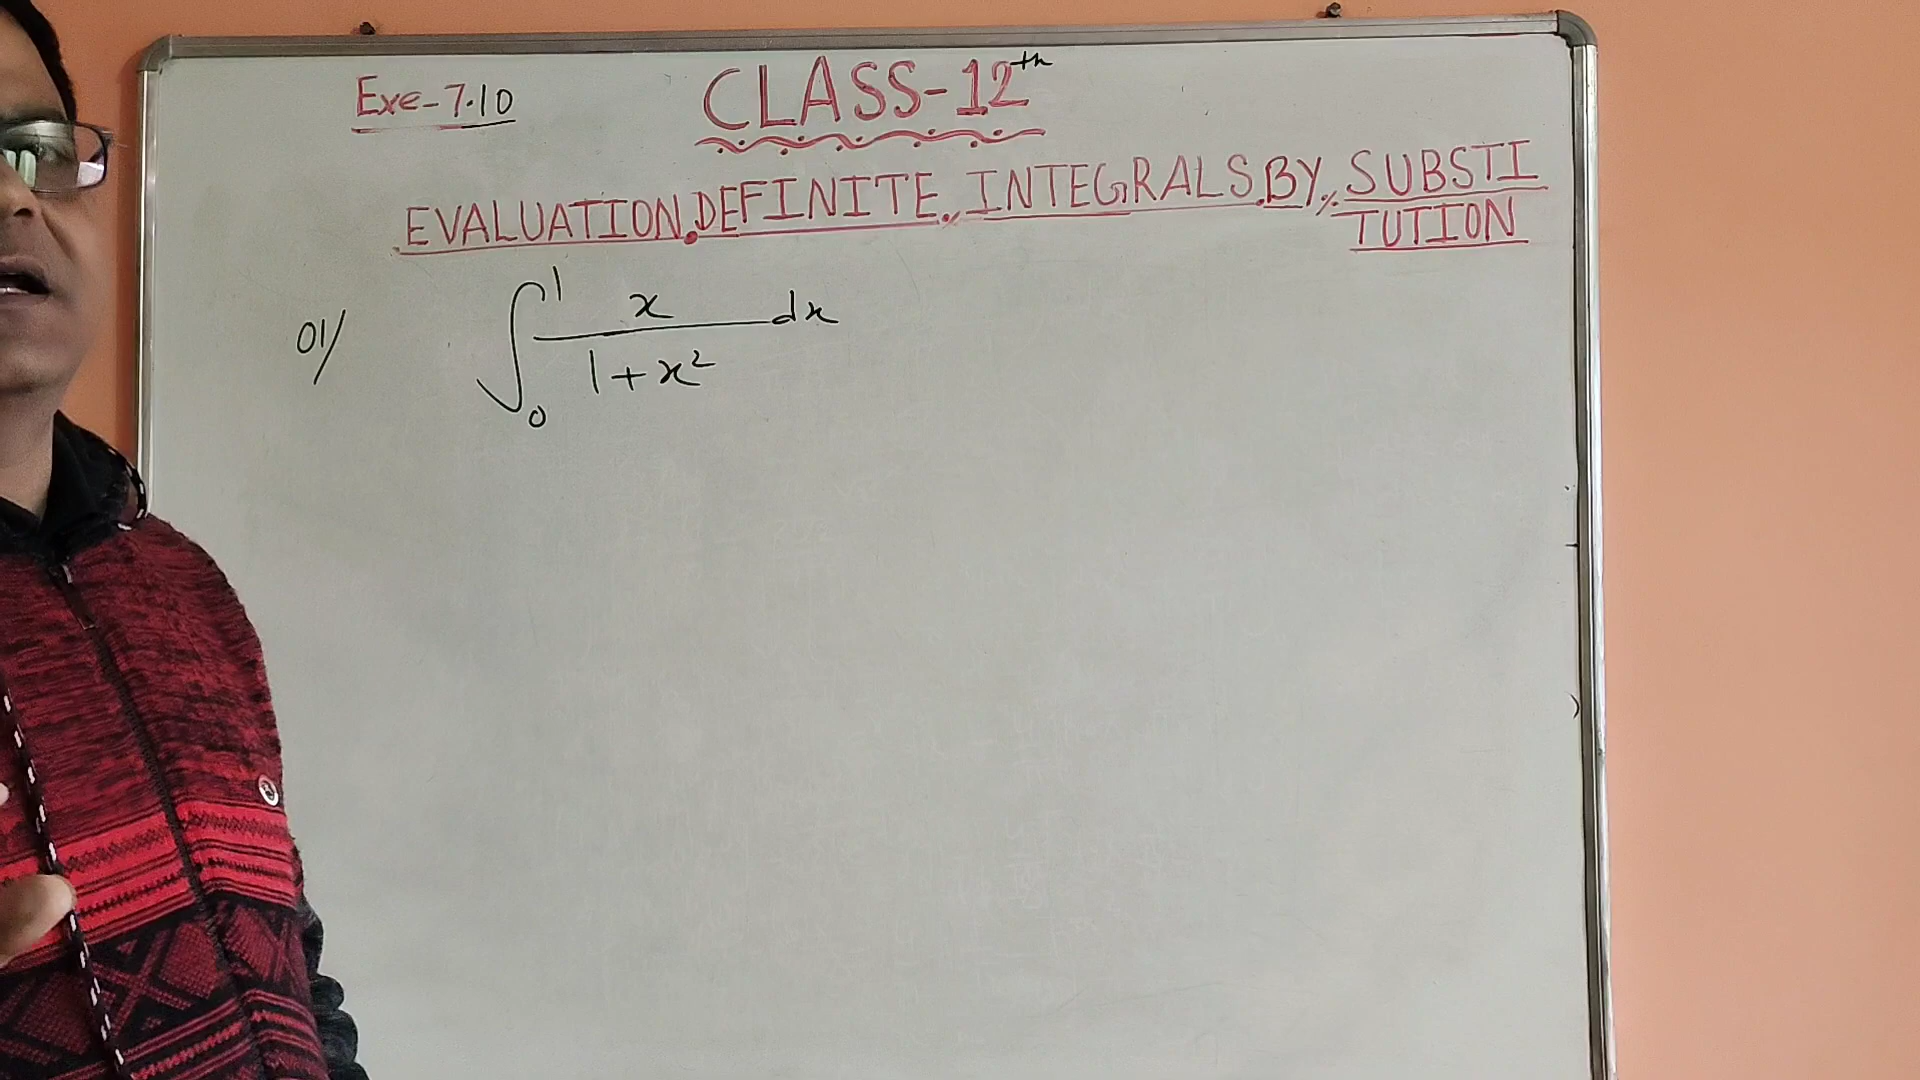 Exe-7.10
CLASS-12th
EVALUATION DEFINITE INTEGRALS BY SUBSTI
TUTION
01/ ∫₀¹ x/(1+x²) dx